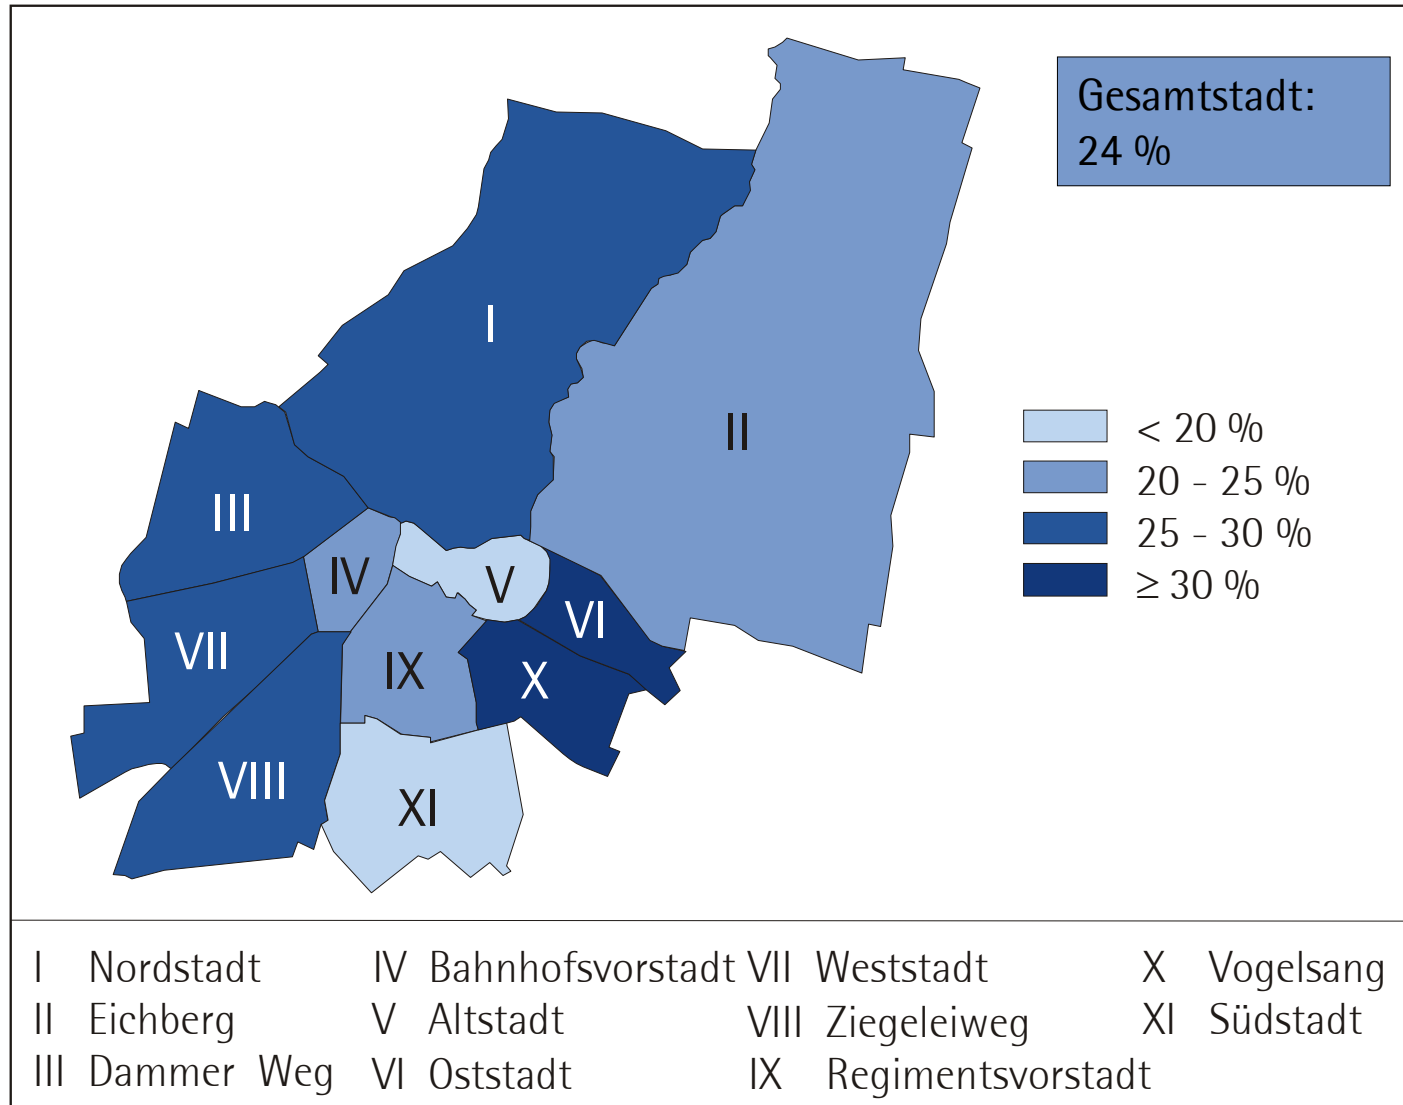 Gesamtstadt:
24 %
I
II
III
IV
V
VI
VII
IX
X
VIII
XI
< 20 %
20 - 25 %
25 - 30 %
≥ 30 %
I Nordstadt
II Eichberg
III Dammer Weg
IV Bahnhofsvorstadt
V Altstadt
VI Oststadt
VII Weststadt
VIII Ziegeleiweg
IX Regimentsvorstadt
X Vogelsang
XI Südstadt